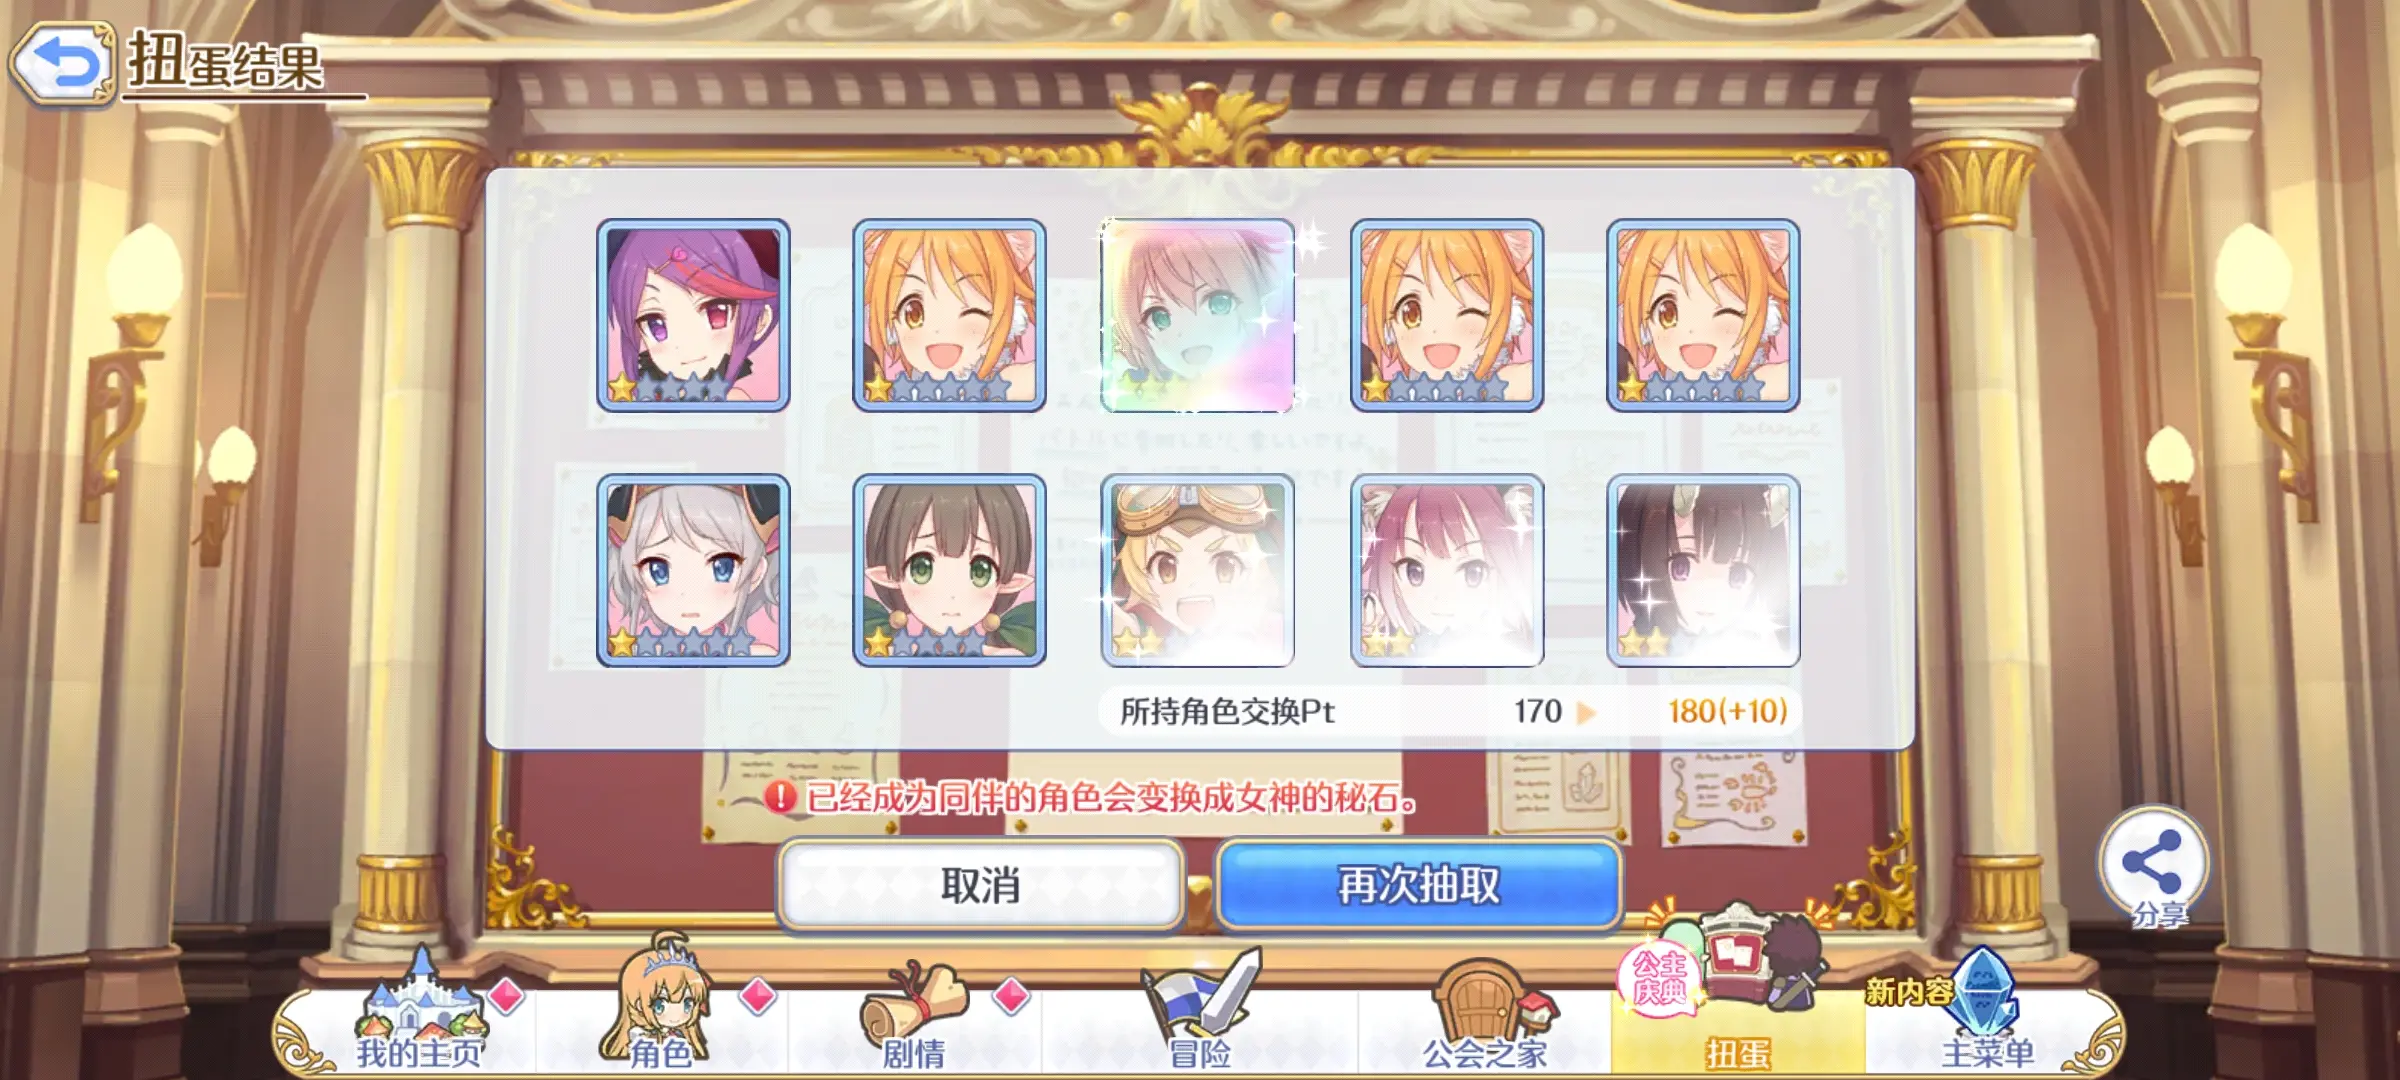 扭蛋结果
所持角色交换Pt 170 180(+10)
已经成为同伴的角色会变换成女神的秘石。
取消
再次抽取
分享
公主
庆典
新内容
我的主页
角色
剧情
冒险
公会之家
扭蛋
主菜单